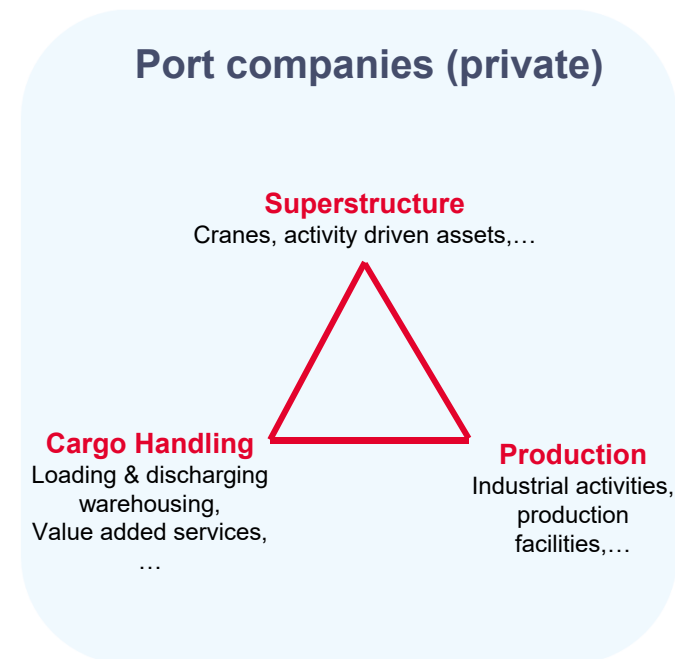 Port companies (private)
Superstructure
Cranes, activity driven assets,…
Cargo Handling
Loading & discharging
warehousing,
Value added services,
…
Production
Industrial activities,
production
facilities,…